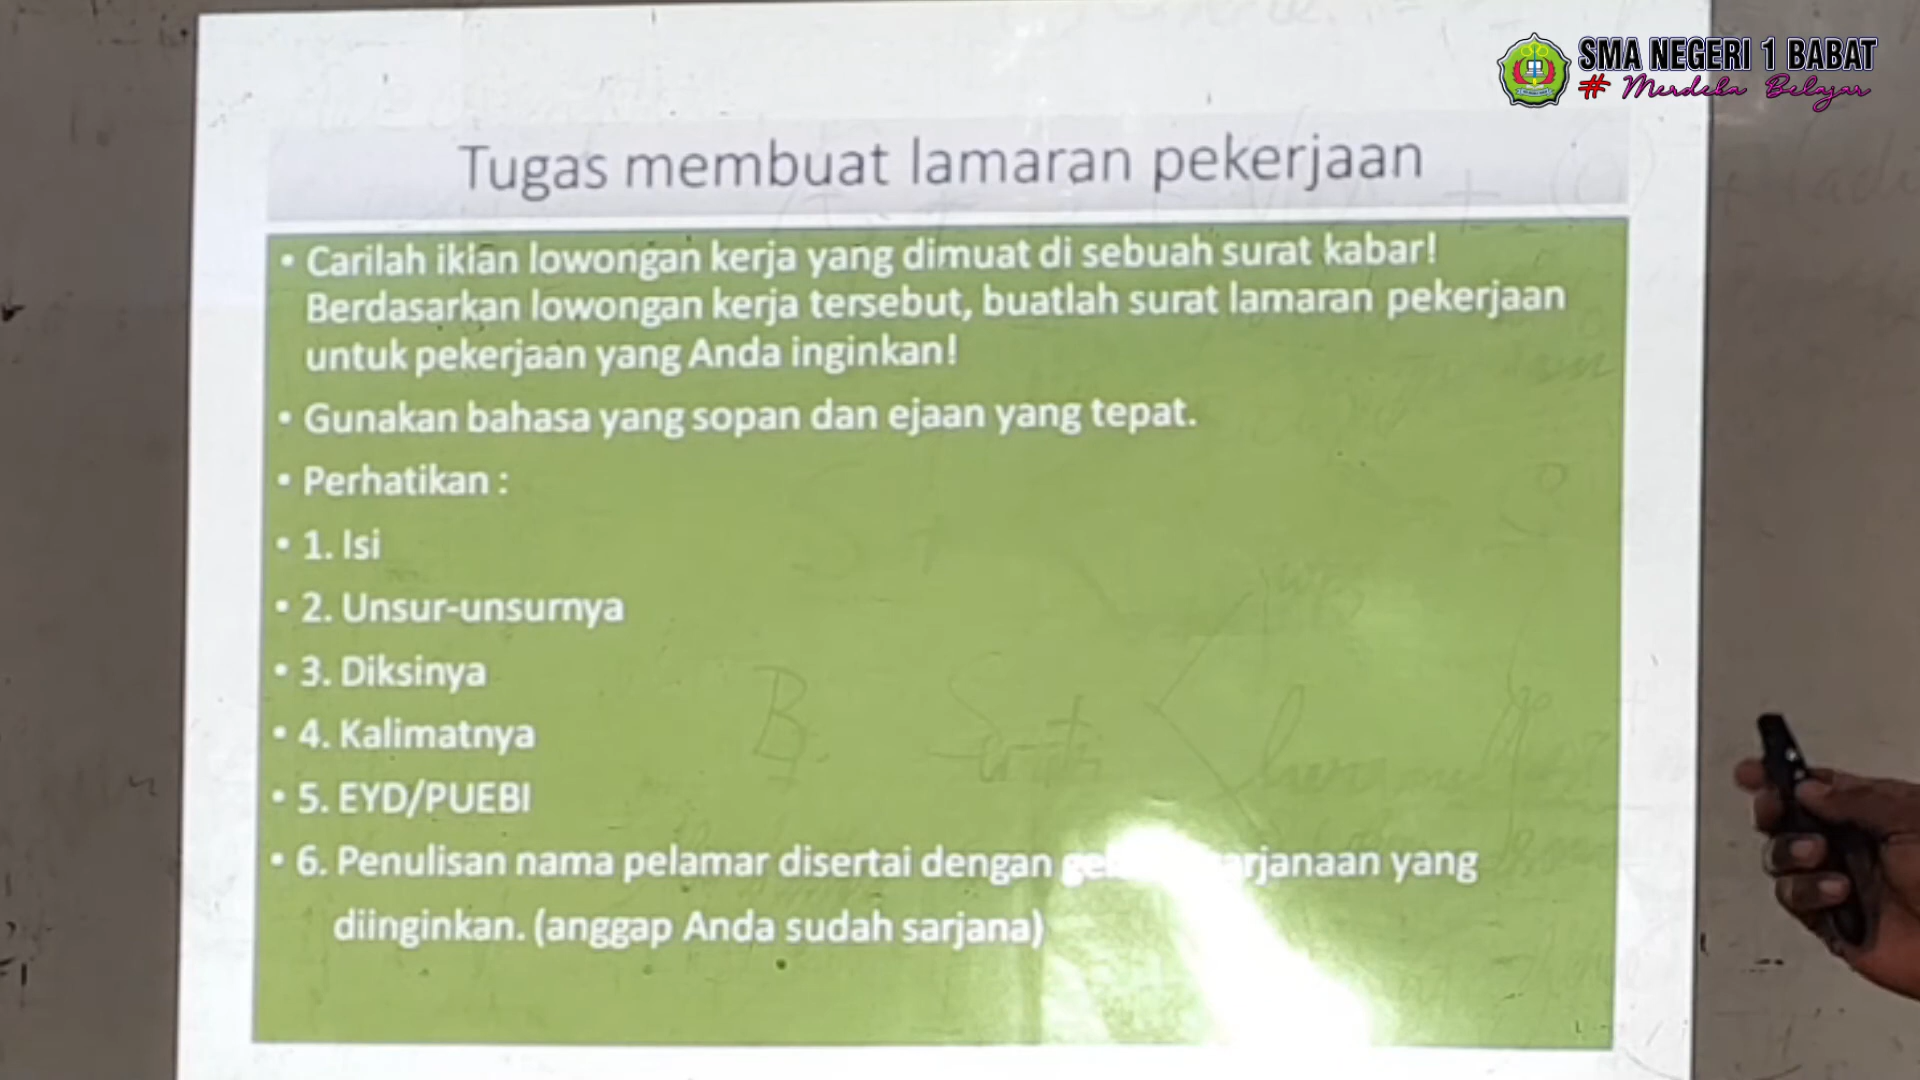 SMA NEGERI 1 BABAT
# Merdeka Belajar
Tugas membuat lamaran pekerjaan
• Carilah iklan lowongan kerja yang dimuat di sebuah surat kabar!
Berdasarkan lowongan kerja tersebut, buatlah surat lamaran pekerjaan
untuk pekerjaan yang Anda inginkan!
• Gunakan bahasa yang sopan dan ejaan yang tepat.
• Perhatikan :
• 1. Isi
• 2. Unsur-unsurnya
• 3. Diksinya
• 4. Kalimatnya
• 5. EYD/PUEBI
• 6. Penulisan nama pelamar disertai dengan yang
diinginkan. (anggap Anda sudah sarjana)